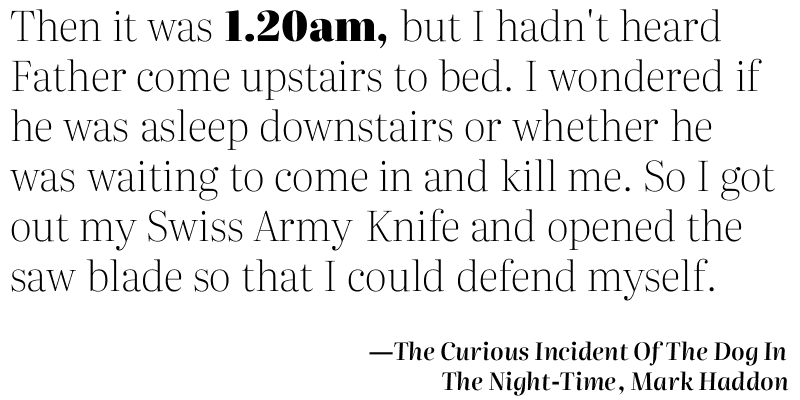 Then it was 1.20am, but I hadn't heard
Father come upstairs to bed. I wondered if
he was asleep downstairs or whether he
was waiting to come in and kill me. So I got
out my Swiss Army Knife and opened the
saw blade so that I could defend myself.
—The Curious Incident Of The Dog In
The Night-Time, Mark Haddon